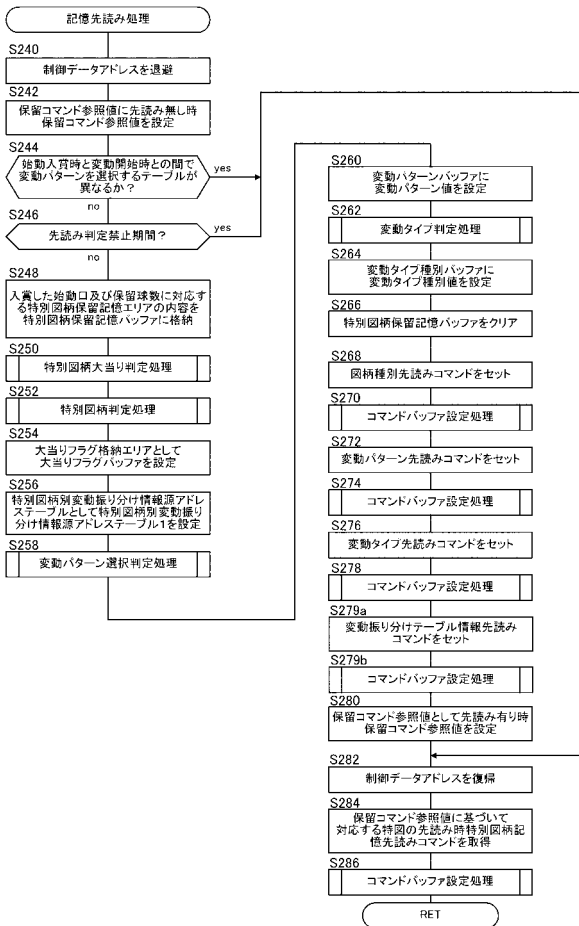 記憶先読み処理
S240
制御データアドレスを退避
S242
保留コマンド参照値に先読み無し時
保留コマンド参照値を設定
S244
始動入賞時と変動開始時との間で
変動パターンを選択するテーブルが
異なるか？
yes
no
S246
先読み判定禁止期間？
yes
no
S248
入賞した始動口及び保留球数に対応す
る特別図柄保留記憶エリアの内容を
特別図柄保留記憶バッファに格納
S250
特別図柄大当り判定処理
S252
特別図柄判定処理
S254
大当りフラグ格納エリアとして
大当りフラグバッファを設定
S256
特別図柄別変動振り分け情報源アドレ
ステーブルとして特別図柄別変動振り
分け情報源アドレステーブル1を設定
S258
変動パターン選択判定処理
S260
変動パターンバッファに
変動パターン値を設定
S262
変動タイプ判定処理
S264
変動タイプ種別バッファに
変動タイプ種別値を設定
S266
特別図柄保留記憶バッファをクリア
S268
図柄種別先読みコマンドをセット
S270
コマンドバッファ設定処理
S272
変動パターン先読みコマンドをセット
S274
コマンドバッファ設定処理
S276
変動タイプ先読みコマンドをセット
S278
コマンドバッファ設定処理
S279a
変動振り分けテーブル情報先読み
コマンドをセット
S279b
コマンドバッファ設定処理
S280
保留コマンド参照値として先読み有り時
保留コマンド参照値を設定
S282
制御データアドレスを復帰
S284
保留コマンド参照値に基づいて
対応する特図の先読み時特別図柄記
憶先読みコマンドを取得
S286
コマンドバッファ設定処理
RET